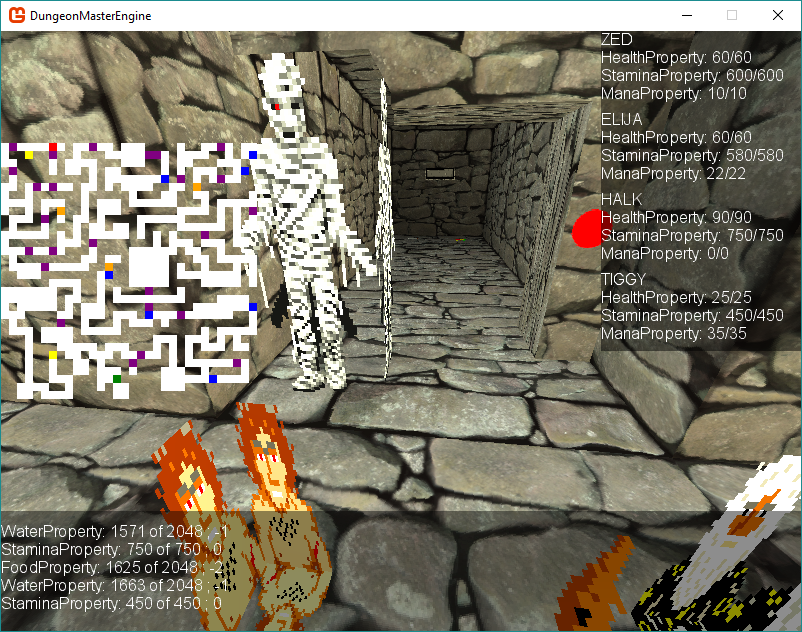 DungeonMasterEngine
ZED
HealthProperty: 60/60
StaminaProperty: 600/600
ManaProperty: 10/10
ELIJA
HealthProperty: 60/60
StaminaProperty: 580/580
ManaProperty: 22/22
HALK
HealthProperty: 90/90
StaminaProperty: 750/750
ManaProperty: 0/0
TIGGY
HealthProperty: 25/25
StaminaProperty: 450/450
ManaProperty: 35/35
WaterProperty: 1571 of 2048 ; -1
StaminaProperty: 750 of 750 ; 0
FoodProperty: 1625 of 2048 ; -2
WaterProperty: 1663 of 2048 ; -1
StaminaProperty: 450 of 450 ; 0